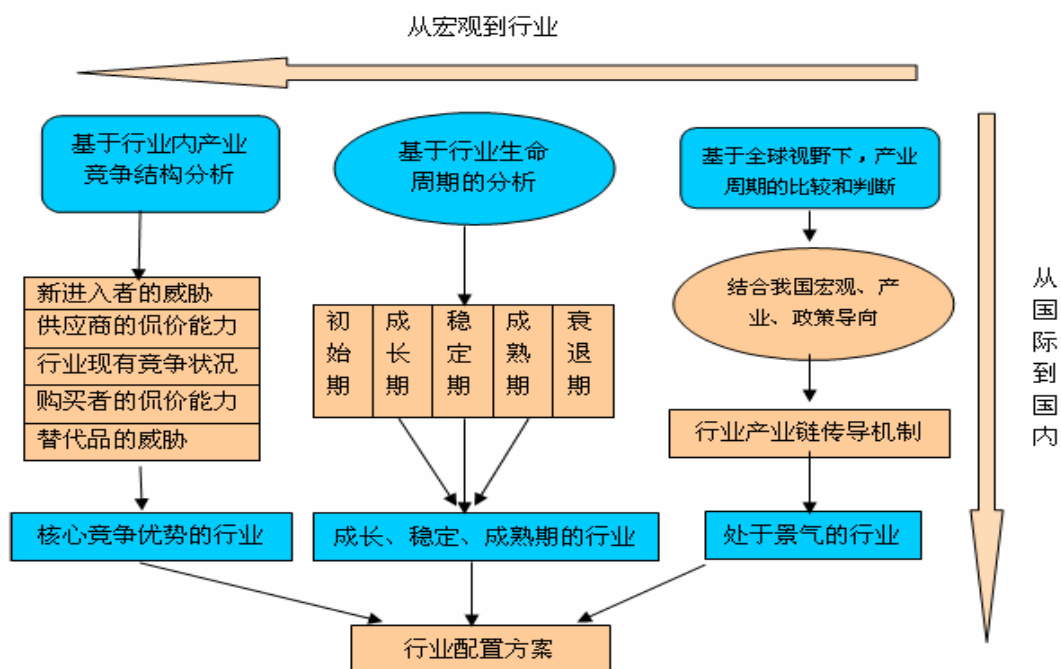 从宏观到行业
基于行业内产业
竞争结构分析
基于行业生命
周期的分析
基于全球视野下，产业
周期的比较和判断
新进入者的威胁
供应商的侃价能力
行业现有竞争状况
购买者的侃价能力
替代品的威胁
初始期
成长期
稳定期
成熟期
衰退期
结合我国宏观、产
业、政策导向
行业产业链传导机制
从国际到国内
核心竞争优势的行业
成长、稳定、成熟期的行业
处于景气的行业
行业配置方案